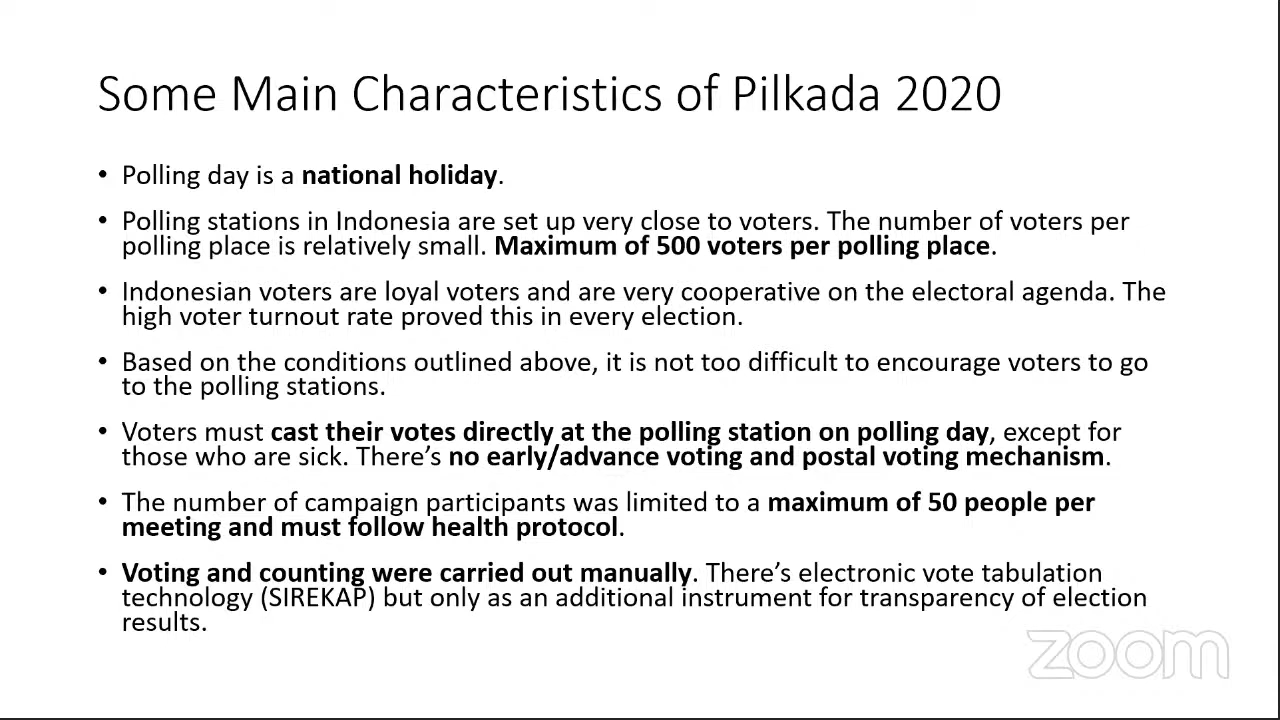 Some Main Characteristics of Pilkada 2020
• Polling day is a national holiday.
• Polling stations in Indonesia are set up very close to voters. The number of voters per
polling place is relatively small. Maximum of 500 voters per polling place.
• Indonesian voters are loyal voters and are very cooperative on the electoral agenda. The
high voter turnout rate proved this in every election.
• Based on the conditions outlined above, it is not too difficult to encourage voters to go
to the polling stations.
• Voters must cast their votes directly at the polling station on polling day, except for
those who are sick. There’s no early/advance voting and postal voting mechanism.
• The number of campaign participants was limited to a maximum of 50 people per
meeting and must follow health protocol.
• Voting and counting were carried out manually. There’s electronic vote tabulation
technology (SIREKAP) but only as an additional instrument for transparency of election
results.
zoom